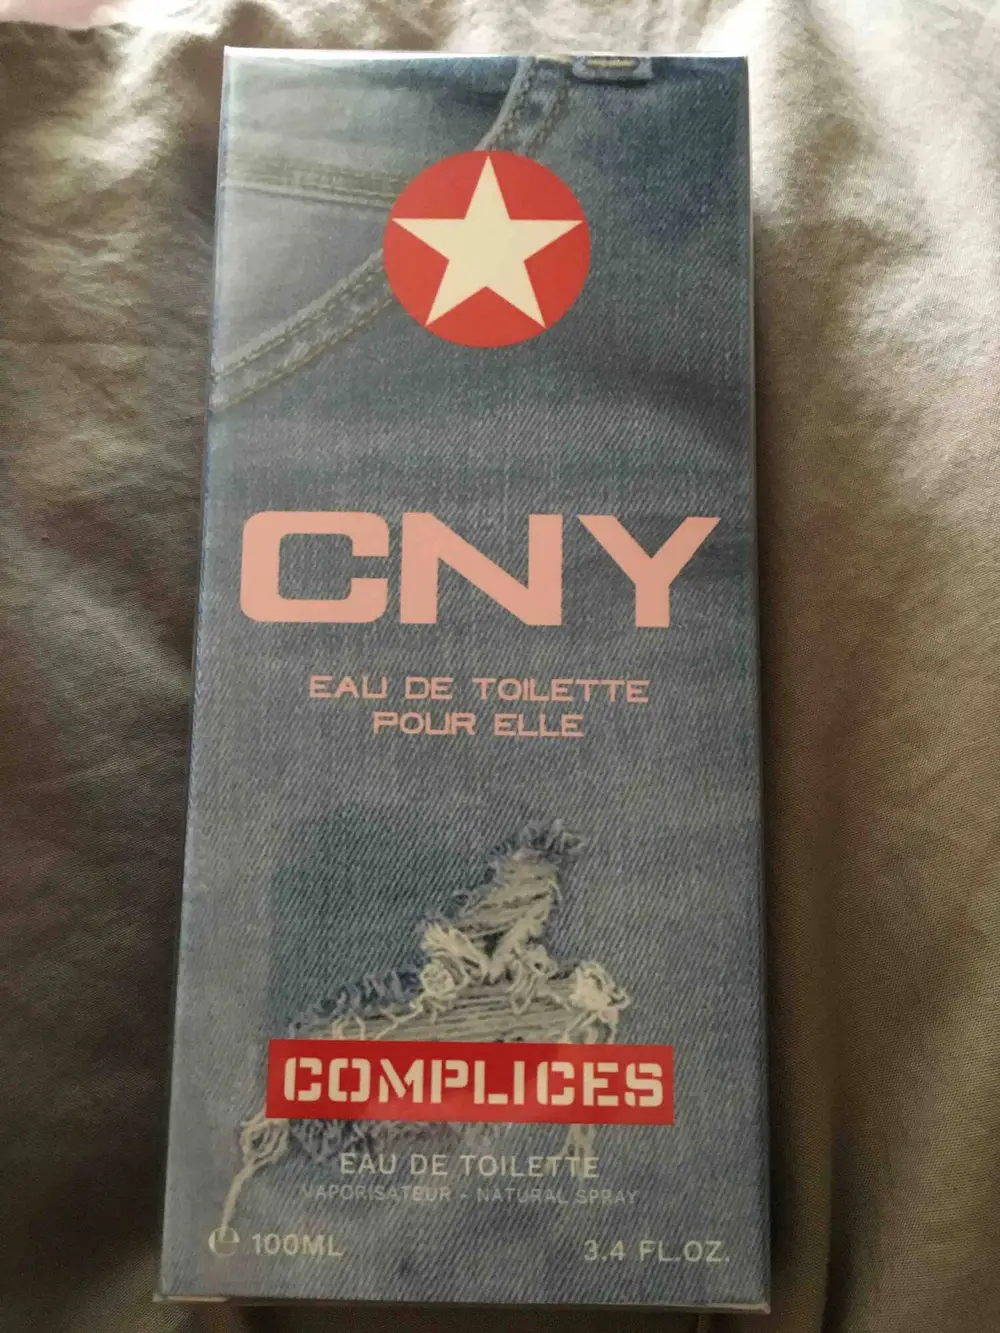 CNY
EAU DE TOILETTE
POUR ELLE
COMPLICES
EAU DE TOILETTE
VAPORISATEUR - NATURAL SPRAY
℮ 100ML 3.4 FL.OZ.